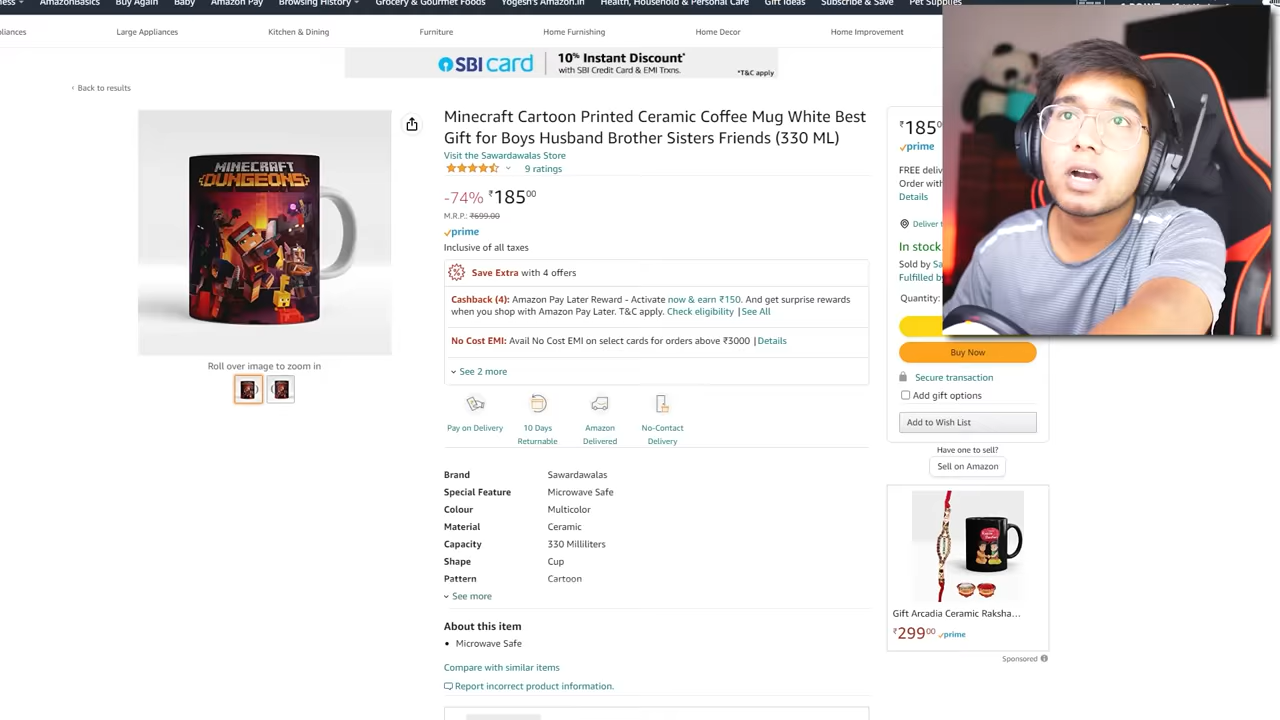 AmazonBasics
Buy Again
Baby
Amazon Pay
Browsing History
Grocery & Gourmet Foods
Yogesh's Amazon.in
Health, Household & Personal Care
Gift Ideas
Subscribe & Save
Pet Supplies
Large Appliances
Kitchen & Dining
Furniture
Home Furnishing
Home Decor
Home Improvement
SBI card
10% Instant Discount*
with SBI Credit Card & EMI Trxns.
*T&C apply
‹ Back to results
MINECRAFT
DUNGEONS
Roll over image to zoom in
Minecraft Cartoon Printed Ceramic Coffee Mug White Best
Gift for Boys Husband Brother Sisters Friends (330 ML)
Visit the Sawardawalas Store
9 ratings
-74% ₹185.00
M.R.P.: ₹699.00
prime
Inclusive of all taxes
Save Extra with 4 offers
Cashback (4): Amazon Pay Later Reward - Activate now & earn ₹150. And get surprise rewards
when you shop with Amazon Pay Later. T&C apply. Check eligibility | See All
No Cost EMI: Avail No Cost EMI on select cards for orders above ₹3000 | Details
See 2 more
Pay on Delivery
10 Days
Returnable
Amazon
Delivered
No-Contact
Delivery
Brand Sawardawalas
Special Feature Microwave Safe
Colour Multicolor
Material Ceramic
Capacity 330 Milliliters
Shape Cup
Pattern Cartoon
See more
About this item
• Microwave Safe
Compare with similar items
Report incorrect product information.
₹185
prime
FREE
Order
Details
Deliver
In stock
Sold by
Fulfilled
Quantity:
Buy Now
Secure transaction
Add gift options
Add to Wish List
Have one to sell?
Sell on Amazon
Gift Arcadia Ceramic Raksha...
₹299.00 prime
Sponsored